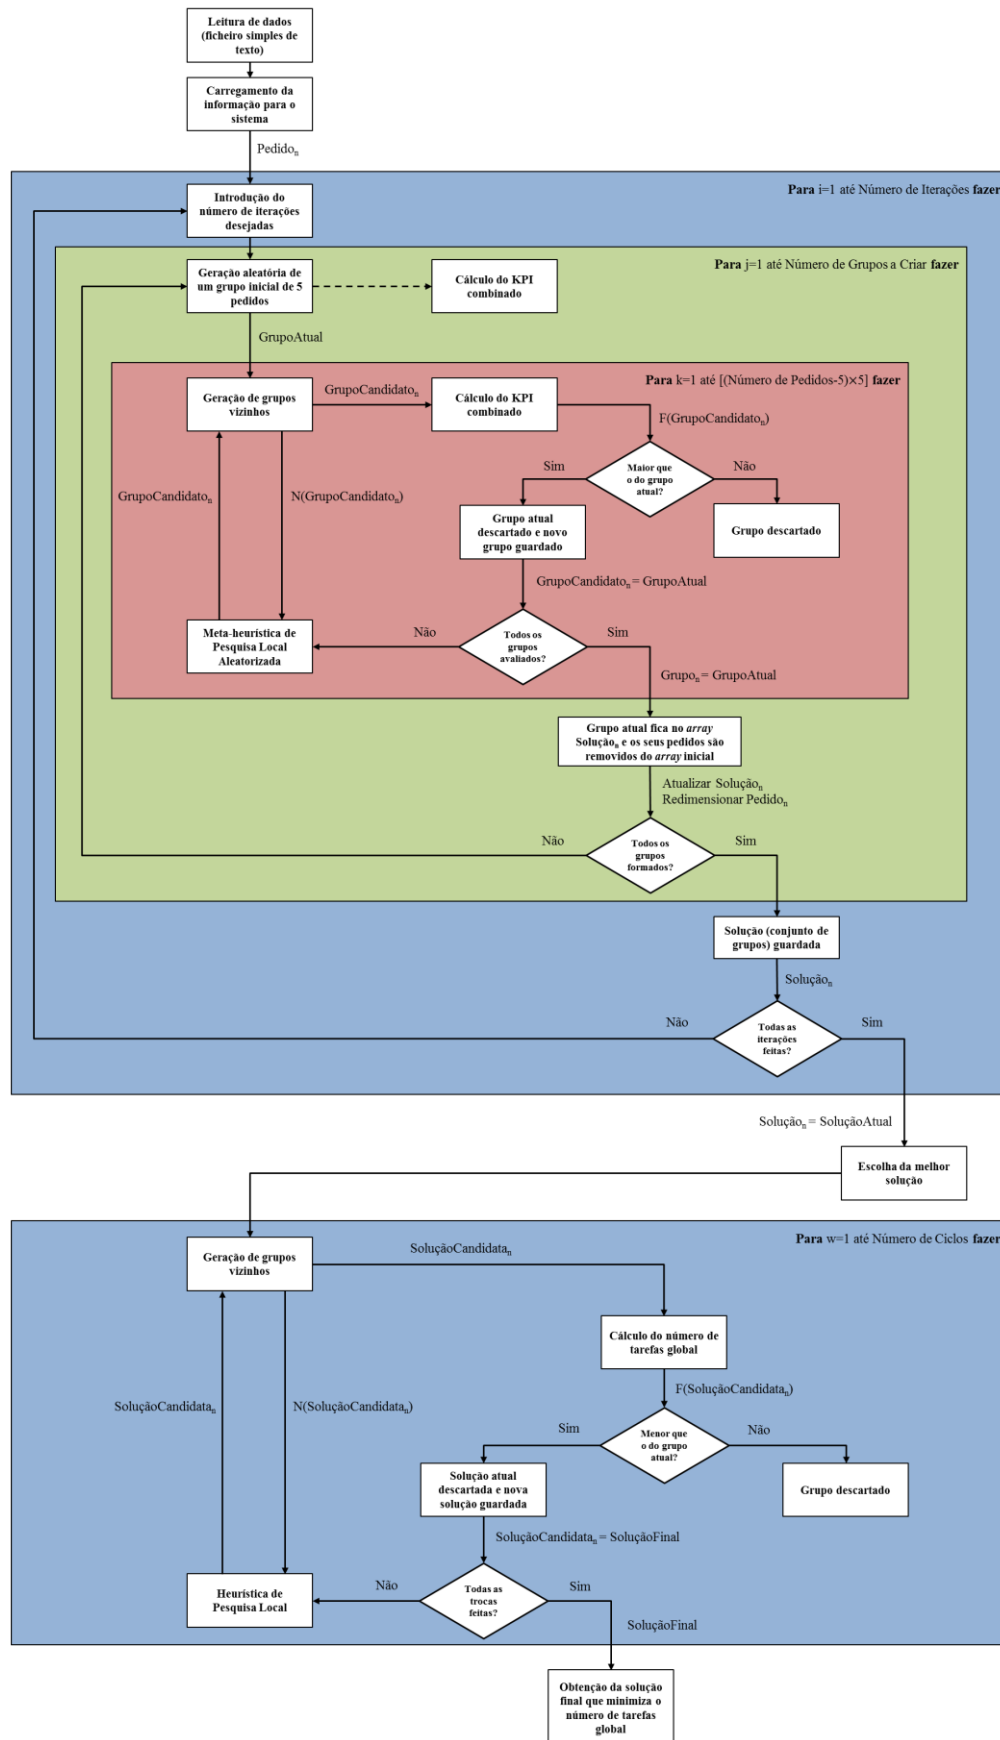 Leitura de dados
(ficheiro simples de
texto)
Carregamento da
informação para o
sistema
Pedidoₙ
Para i=1 até Número de Iterações fazer
Introdução do
número de iterações
desejadas
Para j=1 até Número de Grupos a Criar fazer
Geração aleatória de
um grupo inicial de 5
pedidos
Cálculo do KPI
combinado
GrupoAtual
Para k=1 até [(Número de Pedidos-5)×5] fazer
Geração de grupos
vizinhos
GrupoCandidatoₙ
Cálculo do KPI
combinado
F(GrupoCandidatoₙ)
Maior que
o do grupo
atual?
Sim
Não
GrupoCandidatoₙ
N(GrupoCandidatoₙ)
Grupo atual
descartado e novo
grupo guardado
Grupo descartado
GrupoCandidatoₙ = GrupoAtual
Meta-heurística de
Pesquisa Local
Aleatorizada
Não
Todos os
grupos
avaliados?
Sim
Grupoₙ = GrupoAtual
Grupo atual fica no array
Soluçãoₙ e os seus pedidos são
removidos do array inicial
Atualizar Soluçãoₙ
Redimensionar Pedidoₙ
Não
Todos os
grupos
formados?
Sim
Solução (conjunto de
grupos) guardada
Soluçãoₙ
Não
Todas as
iterações
feitas?
Sim
Soluçãoₙ = SoluçãoAtual
Escolha da melhor
solução
Para w=1 até Número de Ciclos fazer
Geração de grupos
vizinhos
SoluçãoCandidataₙ
Cálculo do número de
tarefas global
F(SoluçãoCandidataₙ)
SoluçãoCandidataₙ
N(SoluçãoCandidataₙ)
Sim
Menor que
o do grupo
atual?
Não
Solução atual
descartada e nova
solução guardada
Grupo descartado
SoluçãoCandidataₙ = SoluçãoFinal
Heurística de
Pesquisa Local
Não
Todas as
trocas
feitas?
Sim
SoluçãoFinal
Obtenção da solução
final que minimiza o
número de tarefas
global